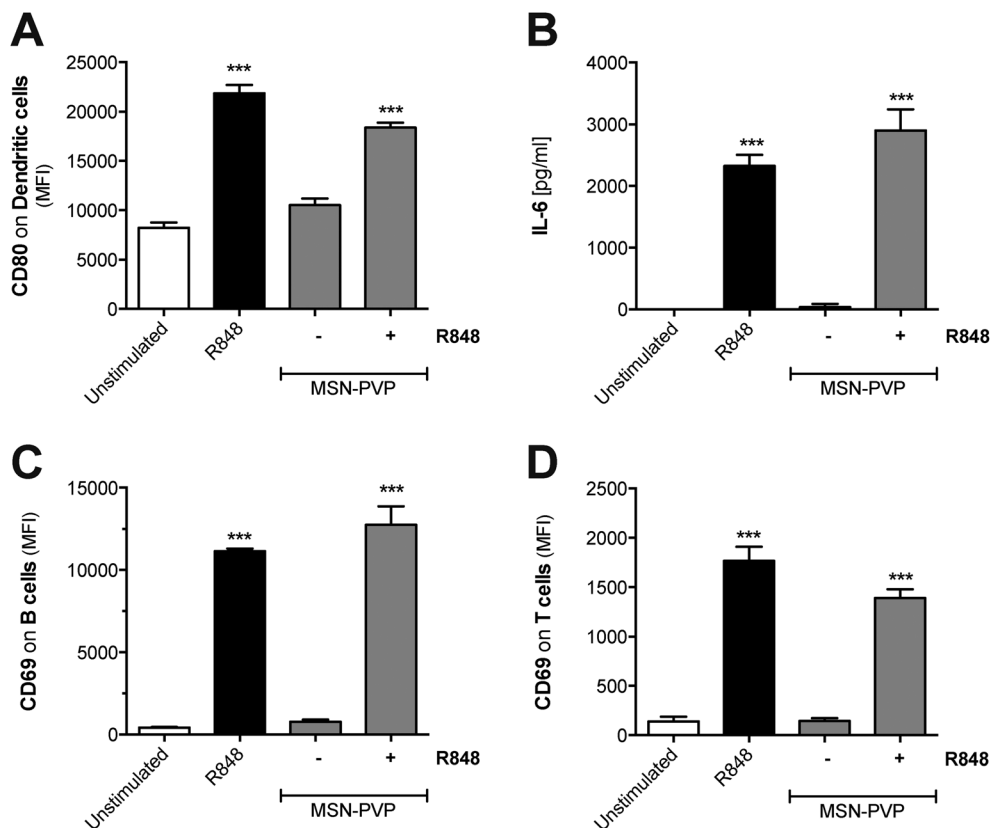 A
CD80 on Dendritic cells
(MFI)
25000
20000
15000
10000
5000
0
***
***
Unstimulated
R848
-
+
R848
MSN-PVP
B
IL-6 [pg/ml]
4000
3000
2000
1000
0
***
***
Unstimulated
R848
-
+
R848
MSN-PVP
C
CD69 on B cells (MFI)
15000
10000
5000
0
***
***
Unstimulated
R848
-
+
R848
MSN-PVP
D
CD69 on T cells (MFI)
2500
2000
1500
1000
500
0
***
***
Unstimulated
R848
-
+
R848
MSN-PVP